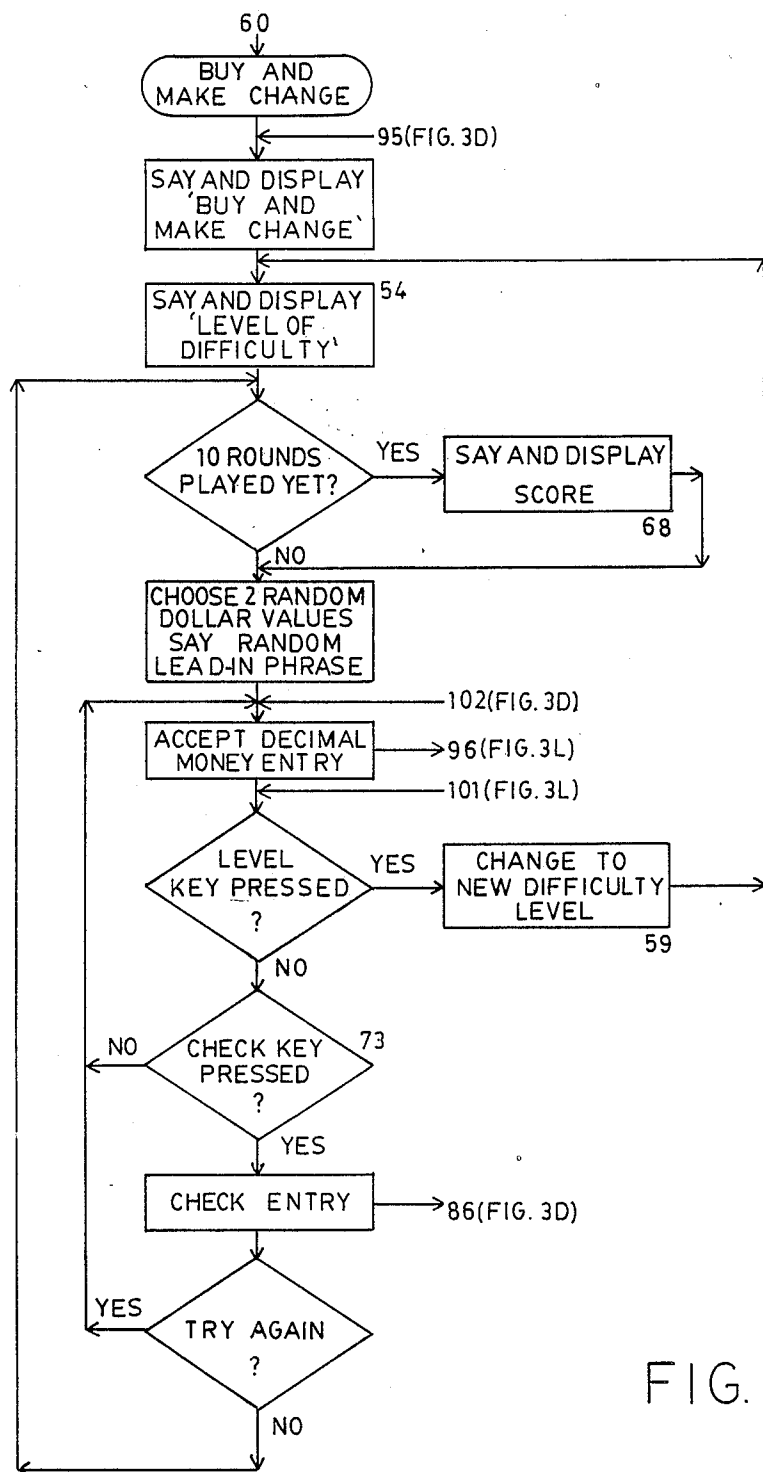 60
BUY AND
MAKE CHANGE
95(FIG. 3D)
SAY AND DISPLAY
'BUY AND
MAKE CHANGE'
SAY AND DISPLAY
'LEVEL OF
DIFFICULTY'
54
10 ROUNDS
PLAYED YET?
YES
SAY AND DISPLAY
SCORE
68
NO
CHOOSE 2 RANDOM
DOLLAR VALUES
SAY RANDOM
LEAD-IN PHRASE
102(FIG. 3D)
ACCEPT DECIMAL
MONEY ENTRY
96(FIG. 3L)
101(FIG. 3L)
LEVEL
KEY PRESSED
?
YES
CHANGE TO
NEW DIFFICULTY
LEVEL
59
NO
CHECK KEY
PRESSED
?
73
NO
YES
CHECK ENTRY
86(FIG. 3D)
TRY AGAIN
?
YES
NO
FIG.